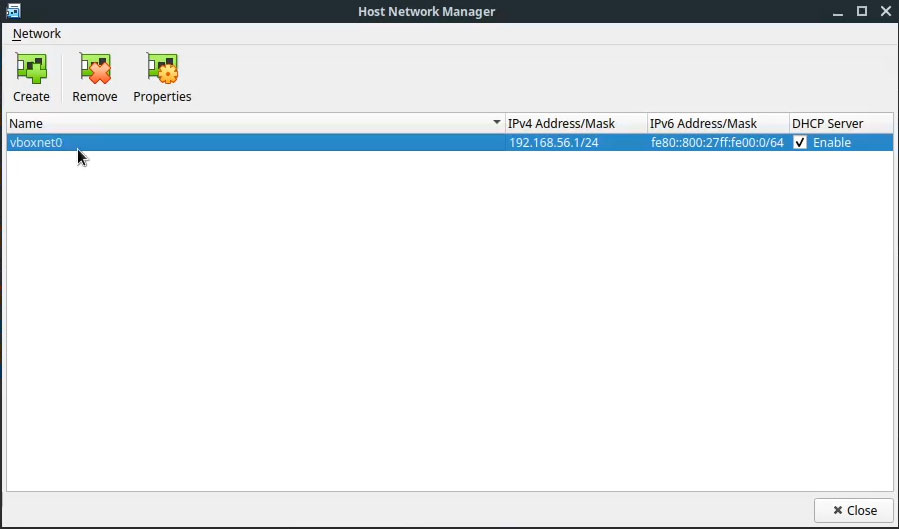 Host Network Manager
Network
Create Remove Properties
Name IPv4 Address/Mask IPv6 Address/Mask DHCP Server
vboxnet0 192.168.56.1/24 fe80::800:27ff:fe00:0/64 Enable
Close